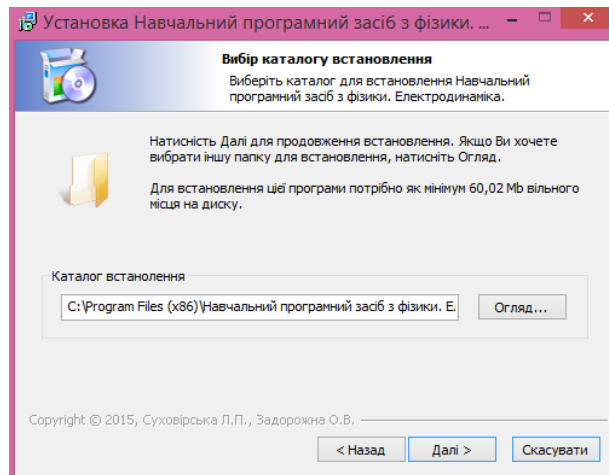 Установка Навчальний програмний засіб з фізики. ...
Вибір каталогу встановлення
Виберіть каталог для встановлення Навчальний
програмний засіб з фізики. Електродинаміка.
Натисність Далі для продовження встановлення. Якщо Ви хочете
вибрати іншу папку для встановлення, натисніть Огляд.
Для встановлення цієї програми потрібно як мінімум 60,02 Mb вільного
місця на диску.
Каталог встанолення
C:\Program Files (x86)\Навчальний програмний засіб з фізики. Е
Огляд...
Copyright © 2015, Суховірська Л.П., Задорожна О.В.
< Назад Далі > Скасувати